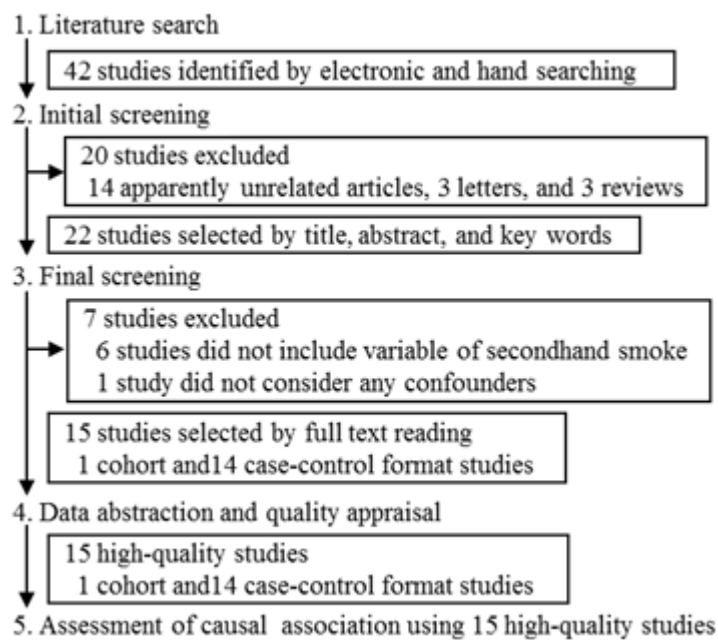 1. Literature search
42 studies identified by electronic and hand searching
2. Initial screening
20 studies excluded
14 apparently unrelated articles, 3 letters, and 3 reviews
22 studies selected by title, abstract, and key words
3. Final screening
7 studies excluded
6 studies did not include variable of secondhand smoke
1 study did not consider any confounders
15 studies selected by full text reading
1 cohort and14 case-control format studies
4. Data abstraction and quality appraisal
15 high-quality studies
1 cohort and14 case-control format studies
5. Assessment of causal association using 15 high-quality studies